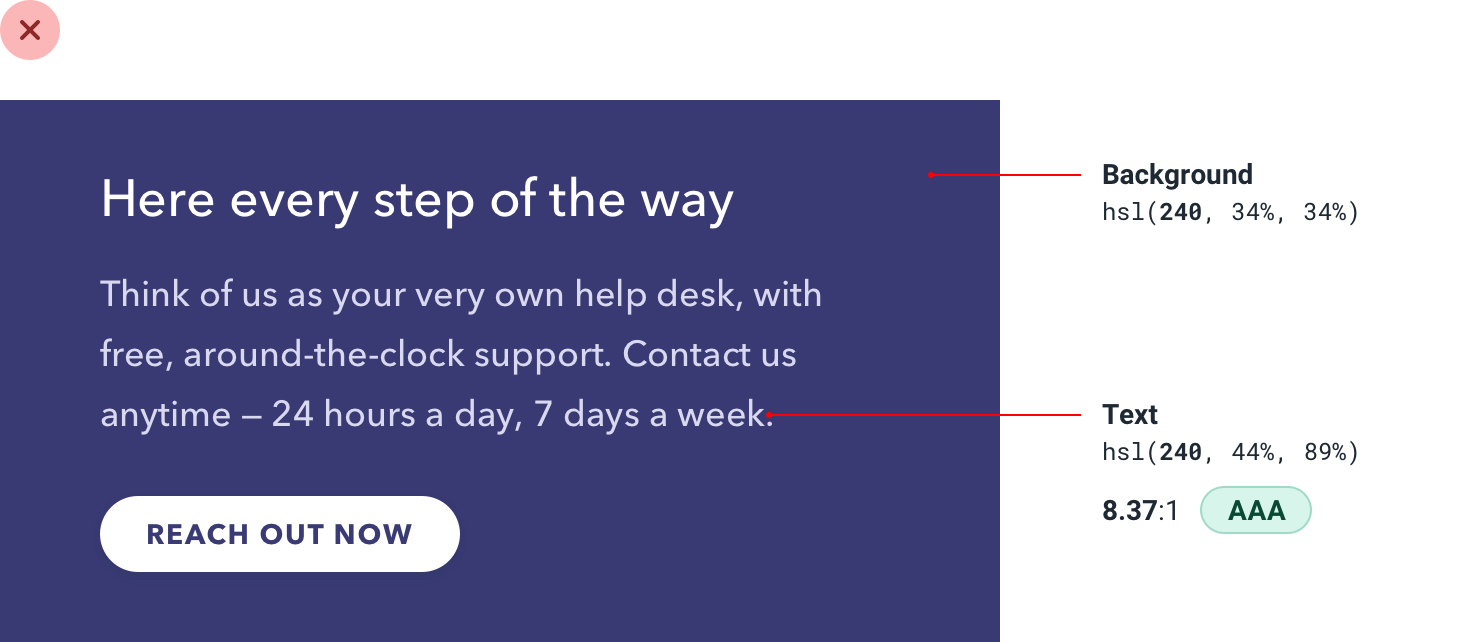 Here every step of the way
Think of us as your very own help desk, with
free, around-the-clock support. Contact us
anytime – 24 hours a day, 7 days a week.
REACH OUT NOW
Background
hsl(240, 34%, 34%)
Text
hsl(240, 44%, 89%)
8.37:1
AAA